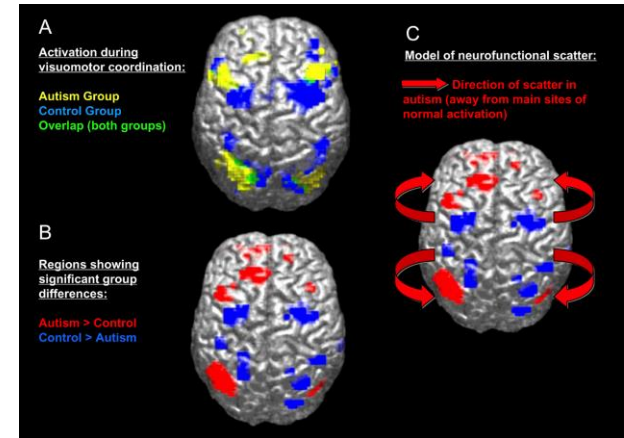 A
Activation during
visuomotor coordination:
Autism Group
Control Group
Overlap (both groups)
B
Regions showing
significant group
differences:
Autism > Control
Control > Autism
C
Model of neurofunctional scatter:
Direction of scatter in
autism (away from main sites of
normal activation)